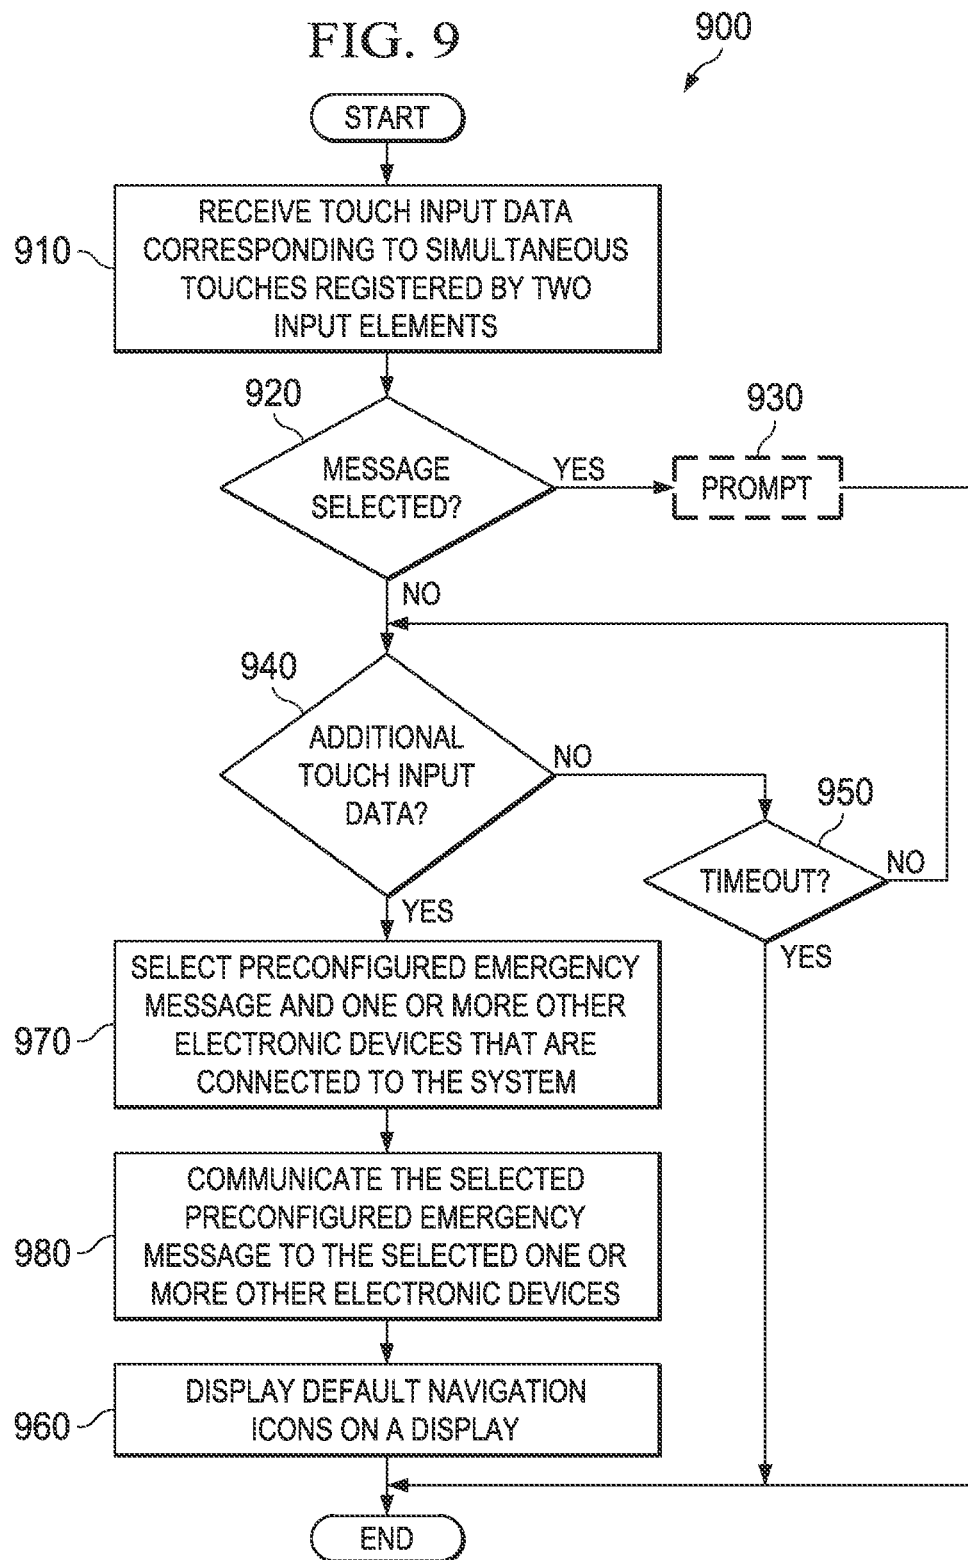 FIG. 9
900
START
910
RECEIVE TOUCH INPUT DATA
CORRESPONDING TO SIMULTANEOUS
TOUCHES REGISTERED BY TWO
INPUT ELEMENTS
920
MESSAGE
SELECTED?
YES
930
PROMPT
NO
940
ADDITIONAL
TOUCH INPUT
DATA?
NO
950
TIMEOUT?
NO
YES
YES
970
SELECT PRECONFIGURED EMERGENCY
MESSAGE AND ONE OR MORE OTHER
ELECTRONIC DEVICES THAT ARE
CONNECTED TO THE SYSTEM
980
COMMUNICATE THE SELECTED
PRECONFIGURED EMERGENCY
MESSAGE TO THE SELECTED ONE OR
MORE OTHER ELECTRONIC DEVICES
960
DISPLAY DEFAULT NAVIGATION
ICONS ON A DISPLAY
END